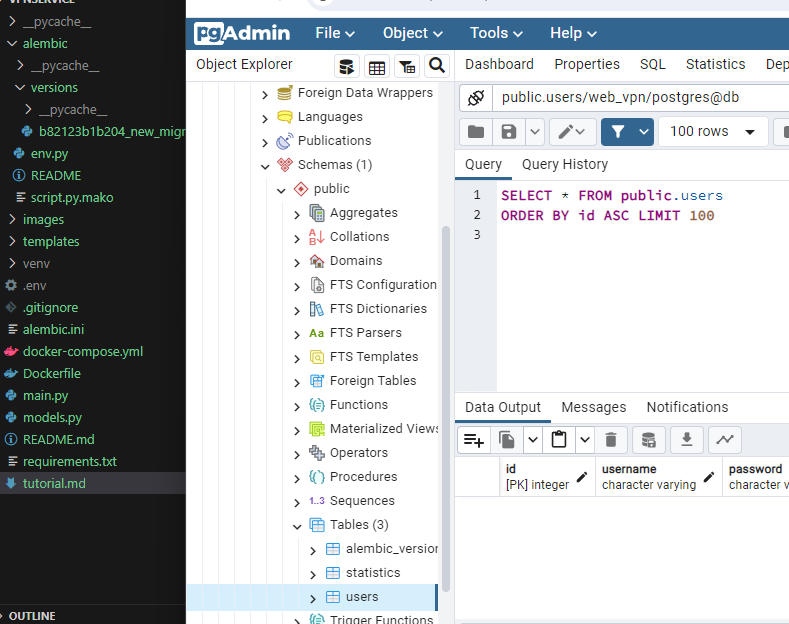 VPNSERVICE
__pycache__
alembic
__pycache__
versions
__pycache__
b82123b1b204_new_migr
env.py
README
script.py.mako
images
templates
venv
.env
.gitignore
alembic.ini
docker-compose.yml
Dockerfile
main.py
models.py
README.md
requirements.txt
tutorial.md
OUTLINE
pgAdmin File Object Tools Help
Object Explorer
Foreign Data Wrappers
Languages
Publications
Schemas (1)
public
Aggregates
Collations
Domains
FTS Configuration
FTS Dictionaries
Aa FTS Parsers
FTS Templates
Foreign Tables
Functions
Materialized Views
Operators
Procedures
1..3 Sequences
Tables (3)
alembic_version
statistics
users
Trigger Functions
Dashboard Properties SQL Statistics Dep
public.users/web_vpn/postgres@db
100 rows
Query Query History
1 SELECT * FROM public.users
2 ORDER BY id ASC LIMIT 100
3
Data Output Messages Notifications
id username password
[PK] integer character varying character v